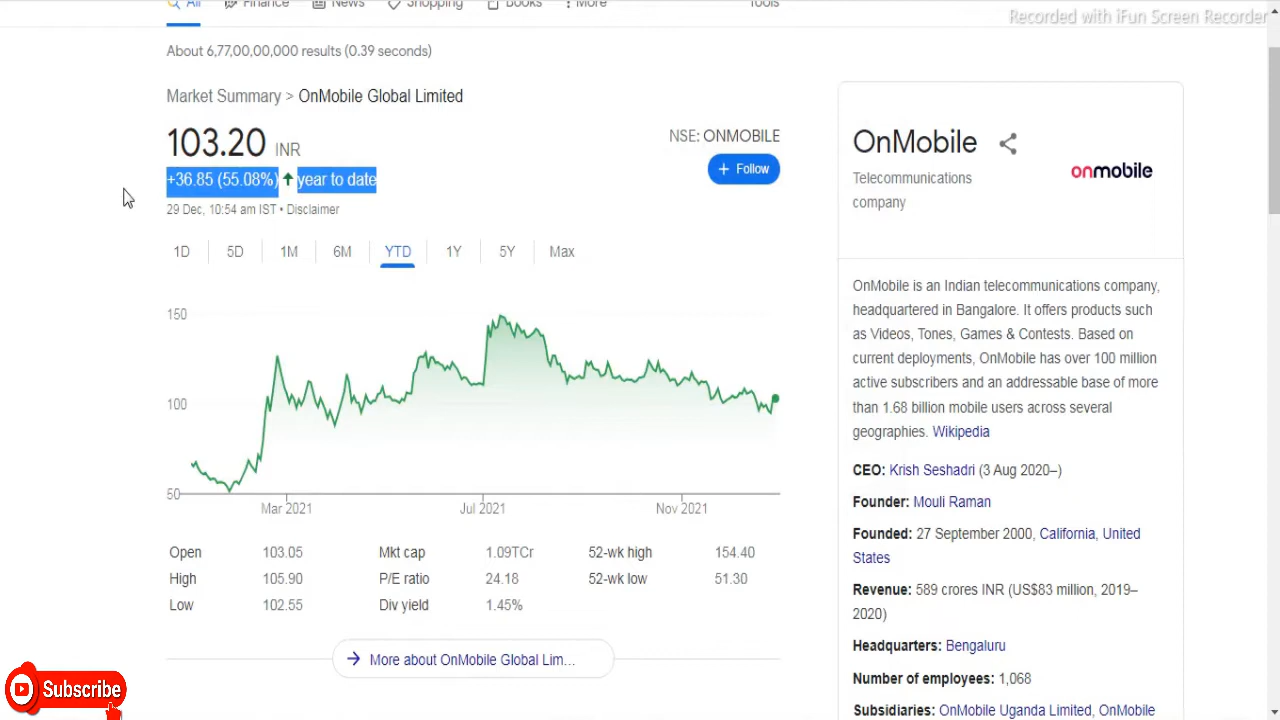 All
Finance
News
Shopping
Books
More
Tools
Recorded with iFun Screen Recorder
About 6,77,00,00,000 results (0.39 seconds)
Market Summary > OnMobile Global Limited
103.20 INR
+36.85 (55.08%) year to date
29 Dec, 10:54 am IST • Disclaimer
NSE: ONMOBILE
+ Follow
1D 5D 1M 6M YTD 1Y 5Y Max
150
100
50
Mar 2021 Jul 2021 Nov 2021
Open 103.05 Mkt cap 1.09TCr 52-wk high 154.40
High 105.90 P/E ratio 24.18 52-wk low 51.30
Low 102.55 Div yield 1.45%
More about OnMobile Global Lim...
OnMobile
Telecommunications
company
onmobile
OnMobile is an Indian telecommunications company,
headquartered in Bangalore. It offers products such
as Videos, Tones, Games & Contests. Based on
current deployments, OnMobile has over 100 million
active subscribers and an addressable base of more
than 1.68 billion mobile users across several
geographies. Wikipedia
CEO: Krish Seshadri (3 Aug 2020–)
Founder: Mouli Raman
Founded: 27 September 2000, California, United
States
Revenue: 589 crores INR (US$83 million, 2019–
2020)
Headquarters: Bengaluru
Number of employees: 1,068
Subsidiaries: OnMobile Uganda Limited, OnMobile
Subscribe